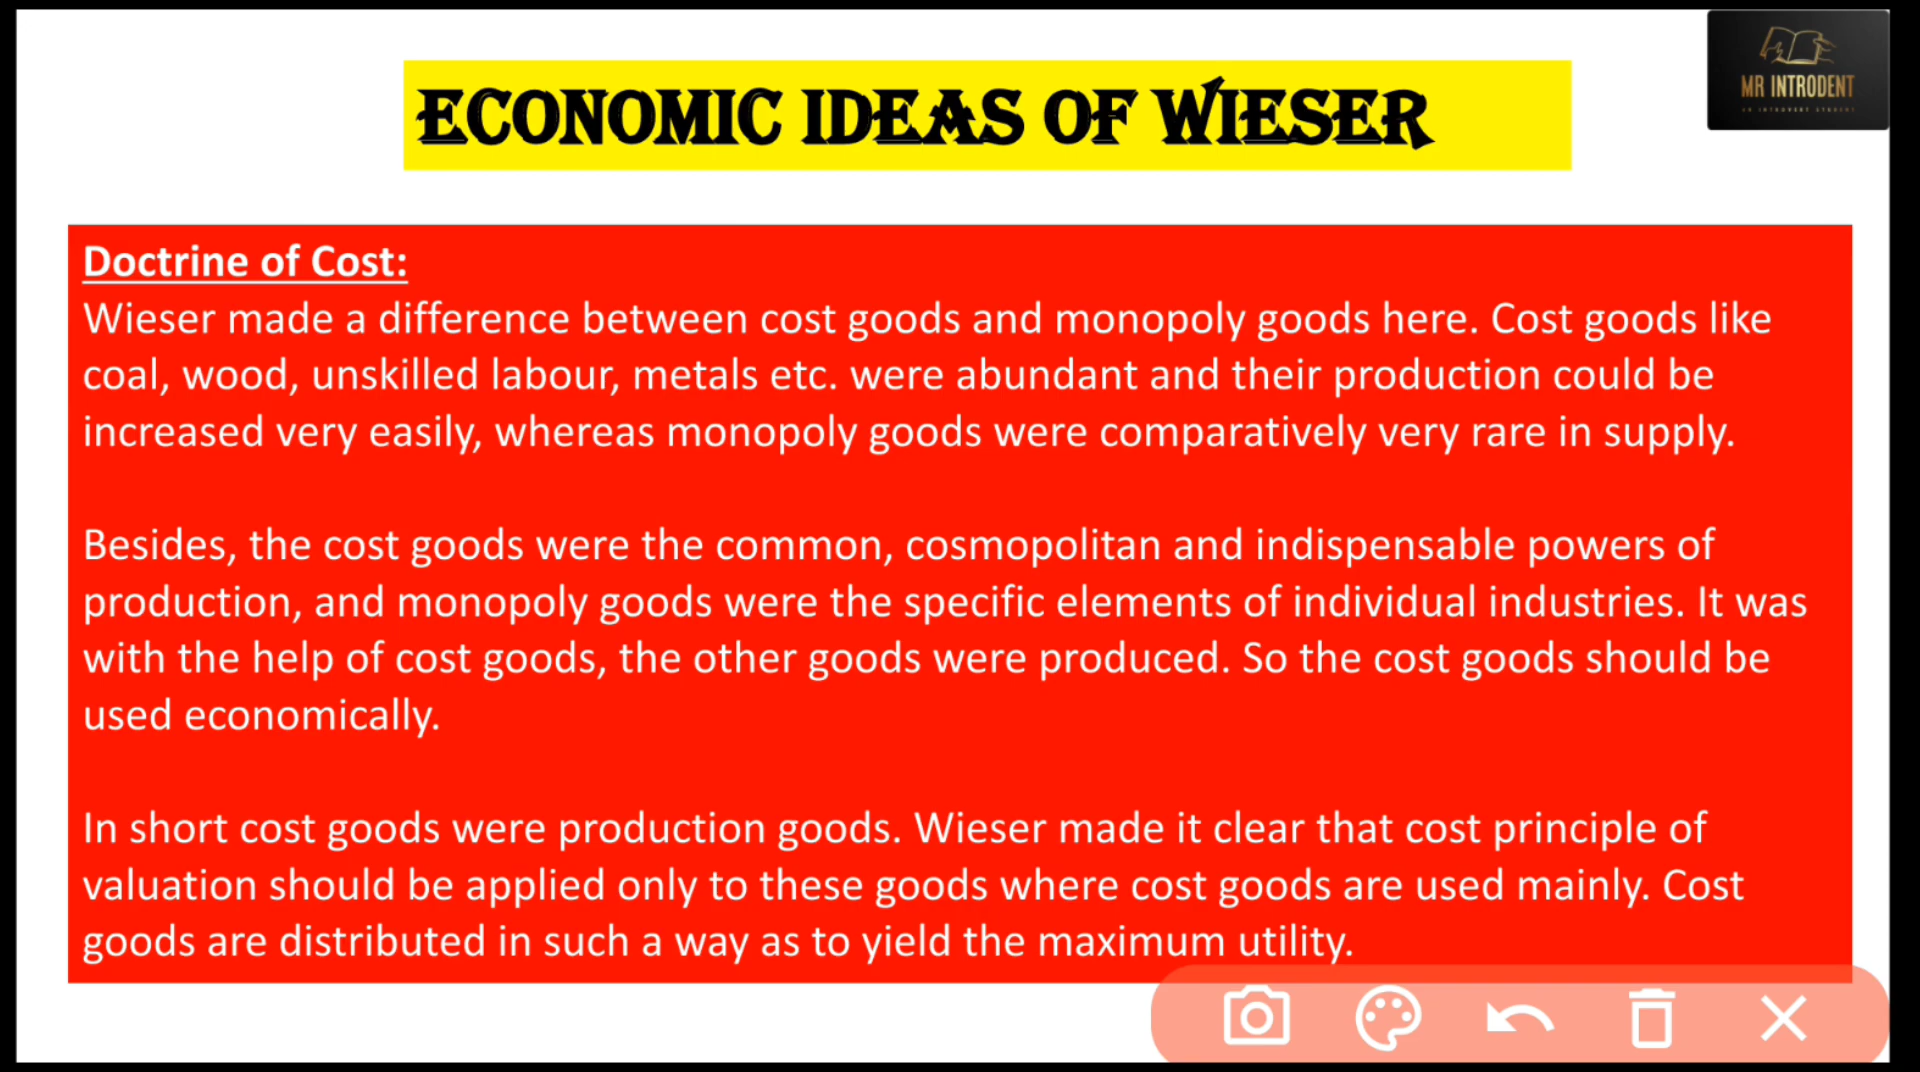 ECONOMIC IDEAS OF WIESER
MR INTRODENT
Doctrine of Cost:
Wieser made a difference between cost goods and monopoly goods here. Cost goods like
coal, wood, unskilled labour, metals etc. were abundant and their production could be
increased very easily, whereas monopoly goods were comparatively very rare in supply.
Besides, the cost goods were the common, cosmopolitan and indispensable powers of
production, and monopoly goods were the specific elements of individual industries. It was
with the help of cost goods, the other goods were produced. So the cost goods should be
used economically.
In short cost goods were production goods. Wieser made it clear that cost principle of
valuation should be applied only to these goods where cost goods are used mainly. Cost
goods are distributed in such a way as to yield the maximum utility.